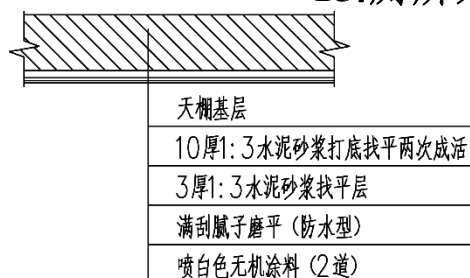 天棚基层
10厚1:3水泥砂浆打底找平两次成活
3厚1:3水泥砂浆找平层
满刮腻子磨平（防水型）
喷白色无机涂料（2道）